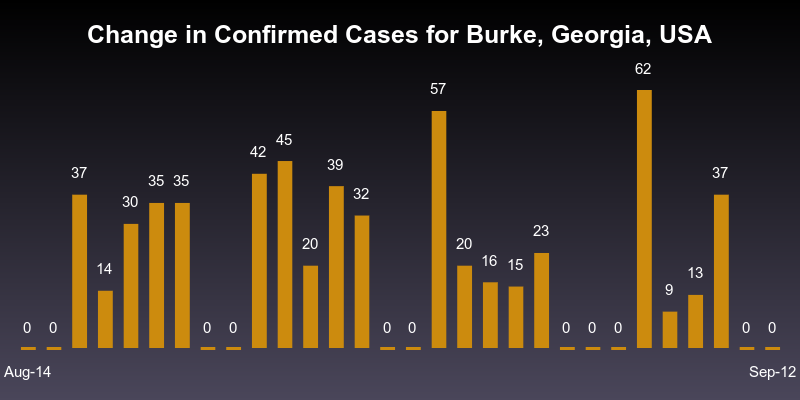 Change in Confirmed Cases for Burke, Georgia, USA
0 0 37 14 30 35 35 0 0 42 45 20 39 32 0 0 57 20 16 15 23 0 0 0 62 9 13 37 0 0
Aug-14 Sep-12